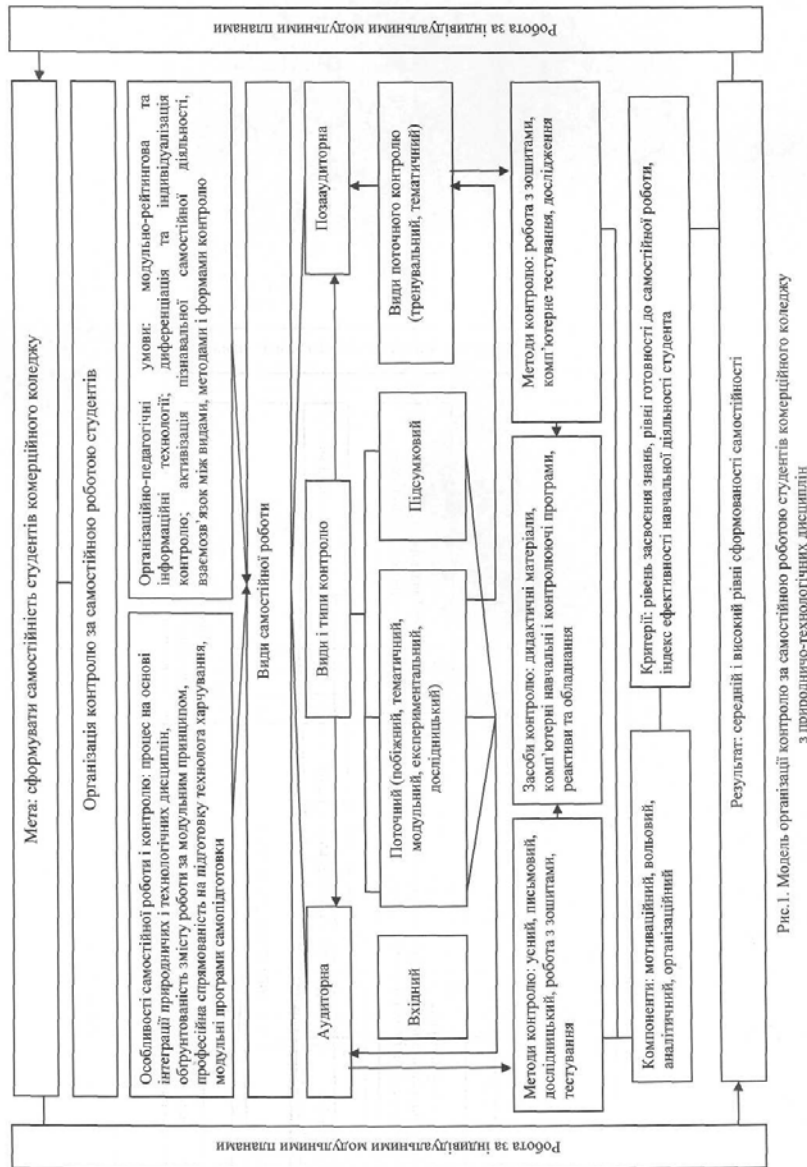 Робота за індивідуальними модульними планами
Мета: сформувати самостійність студентів комерційного коледжу
Організація контролю за самостійною роботою студентів
Особливості самостійної роботи і контролю: процес на основі
інтеграції природничих і технологічних дисциплін,
обґрунтованість змісту роботи за модульним принципом,
професійна спрямованість на підготовку технолога харчування,
модульні програми самопідготовки
Організаційно-педагогічні умови: модульно-рейтингова та
інформаційні технології; диференціація та індивідуалізація
контролю; активізація пізнавальної самостійної діяльності,
взаємозв'язок між видами, методами і формами контролю
Види самостійної роботи
Аудиторна
Види і типи контролю
Позааудиторна
Вхідний
Поточний (побіжний, тематичний,
модульний, експериментальний,
дослідницький)
Підсумковий
Види поточного контролю
(тренувальний, тематичний)
Методи контролю: усний, письмовий,
дослідницький, робота з зошитами,
тестування
Засоби контролю: дидактичні матеріали,
комп'ютерні навчальні і контролюючі програми,
реактиви та обладнання
Методи контролю: робота з зошитами,
комп'ютерне тестування, дослідження
Компоненти: мотиваційний, вольовий,
аналітичний, організаційний
Критерії: рівень засвоєння знань, рівні готовності до самостійної роботи,
індекс ефективності навчальної діяльності студента
Результат: середній і високий рівні сформованості самостійності
Робота за індивідуальними модульними планами
Рис.1. Модель організації контролю за самостійною роботою студентів комерційного коледжу
з природничо-технологічних дисциплін